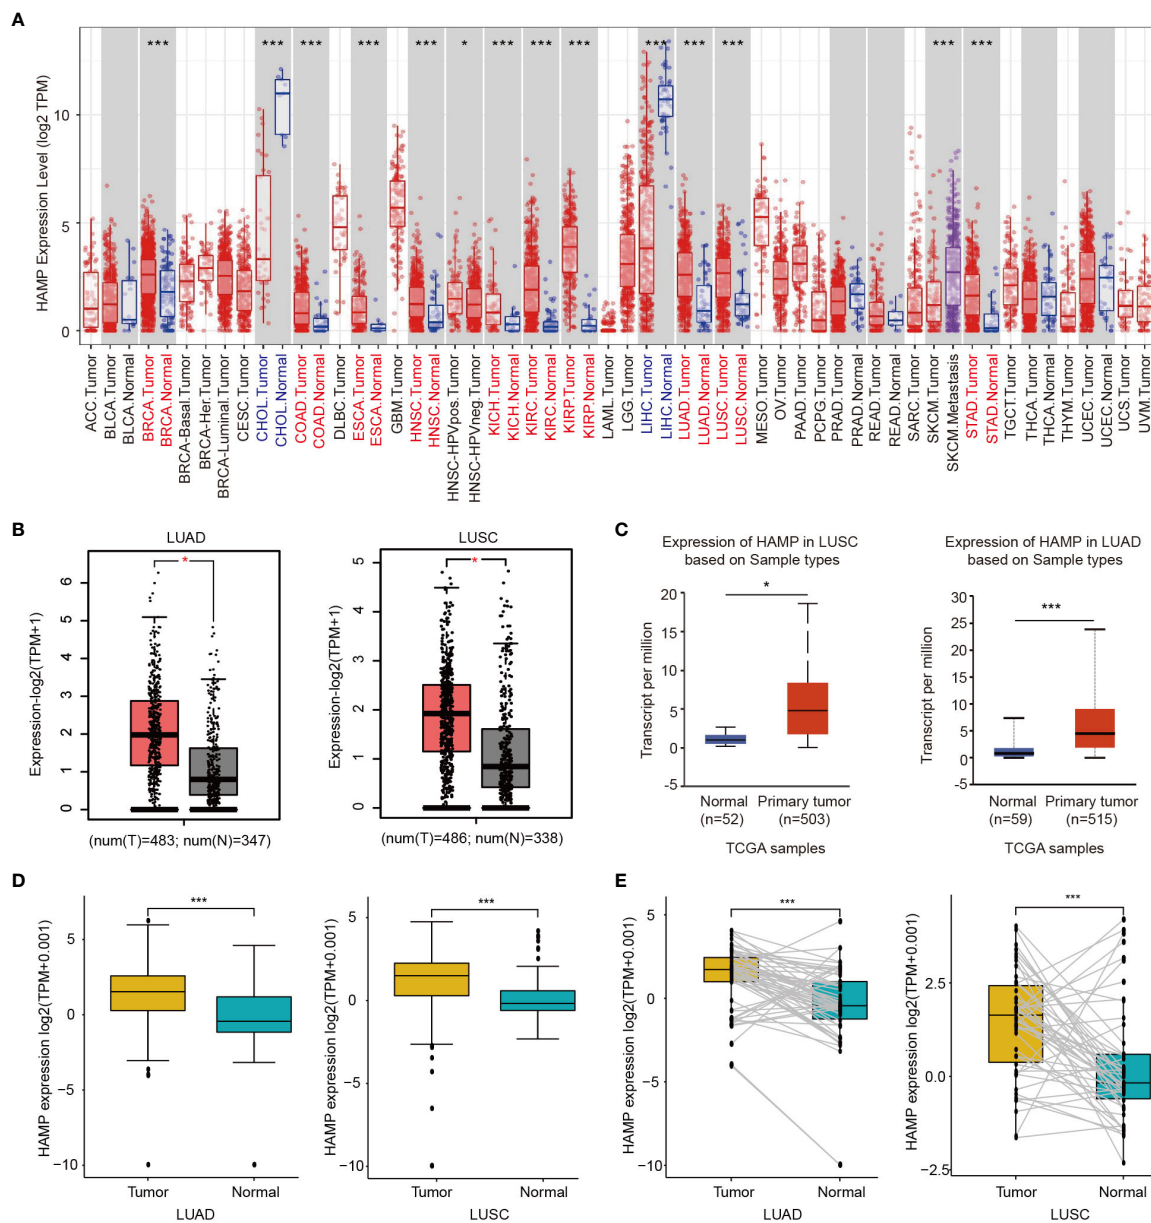 A
*** *** *** *** *** * *** *** *** *** *** *** *** ***
HAMP Expression Level (log2 TPM)
10
5
0
ACC.Tumor
BLCA.Tumor
BLCA.Normal
BRCA.Tumor
BRCA.Normal
BRCA-Basal.Tumor
BRCA-Her.Tumor
BRCA-Luminal.Tumor
CESC.Tumor
CHOL.Tumor
CHOL.Normal
COAD.Tumor
COAD.Normal
DLBC.Tumor
ESCA.Tumor
ESCA.Normal
GBM.Tumor
HNSC.Tumor
HNSC.Normal
HNSC-HPVpos.Tumor
HNSC-HPVneg.Tumor
KICH.Tumor
KICH.Normal
KIRC.Tumor
KIRC.Normal
KIRP.Tumor
KIRP.Normal
LAML.Tumor
LGG.Tumor
LIHC.Tumor
LIHC.Normal
LUAD.Tumor
LUAD.Normal
LUSC.Tumor
LUSC.Normal
MESO.Tumor
OV.Tumor
PAAD.Tumor
PCPG.Tumor
PRAD.Tumor
PRAD.Normal
READ.Tumor
READ.Normal
SARC.Tumor
SKCM.Tumor
SKCM.Metastasis
STAD.Tumor
STAD.Normal
TGCT.Tumor
THCA.Tumor
THCA.Normal
THYM.Tumor
UCEC.Tumor
UCEC.Normal
UCS.Tumor
UVM.Tumor
B
LUAD
*
Expression-log2(TPM+1)
6
5
4
3
2
1
0
(num(T)=483; num(N)=347)
LUSC
*
Expression-log2(TPM+1)
5
4
3
2
1
0
(num(T)=486; num(N)=338)
C
Expression of HAMP in LUSC
based on Sample types
*
Transcript per million
20
15
10
5
0
−5
Normal Primary tumor
(n=52) (n=503)
TCGA samples
Expression of HAMP in LUAD
based on Sample types
***
Transcript per million
30
25
20
15
10
5
0
−5
Normal Primary tumor
(n=59) (n=515)
TCGA samples
D
***
HAMP expression log2(TPM+0.001)
5
0
−5
−10
Tumor Normal
LUAD
***
HAMP expression log2(TPM+0.001)
5
0
−5
−10
Tumor Normal
LUSC
E
***
HAMP expression log2(TPM+0.001)
5
0
−5
−10
Tumor Normal
LUAD
***
HAMP expression log2(TPM+0.001)
2.5
0.0
−2.5
Tumor Normal
LUSC